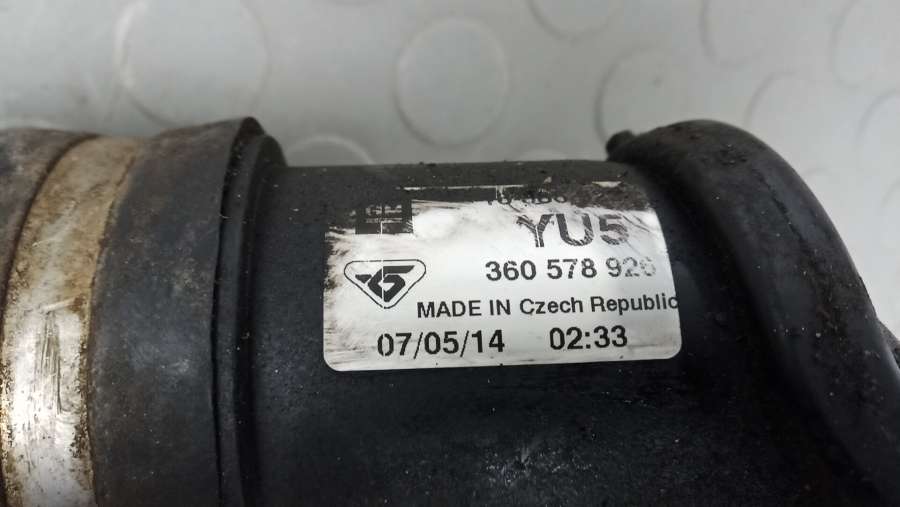 GM
YU5
360 578 926
MADE IN Czech Republic
07/05/14 02:33